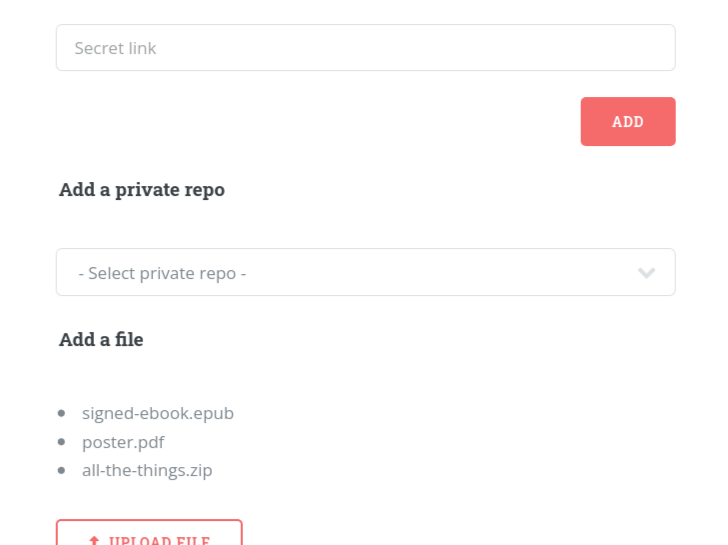 Secret link
ADD
Add a private repo
- Select private repo -
Add a file
signed-ebook.epub
poster.pdf
all-the-things.zip
UPLOAD FILE